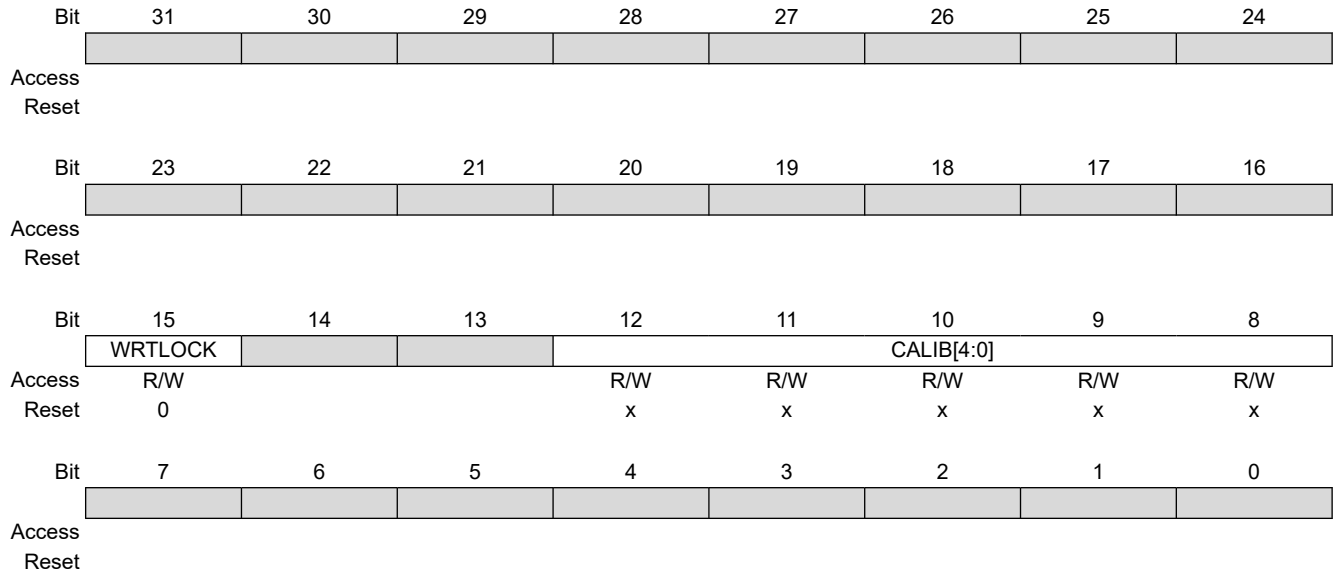 Bit 31 30 29 28 27 26 25 24
Access
Reset
Bit 23 22 21 20 19 18 17 16
Access
Reset
Bit 15 14 13 12 11 10 9 8
WRTLOCK CALIB[4:0]
Access R/W R/W R/W R/W R/W R/W
Reset 0 x x x x x
Bit 7 6 5 4 3 2 1 0
Access
Reset